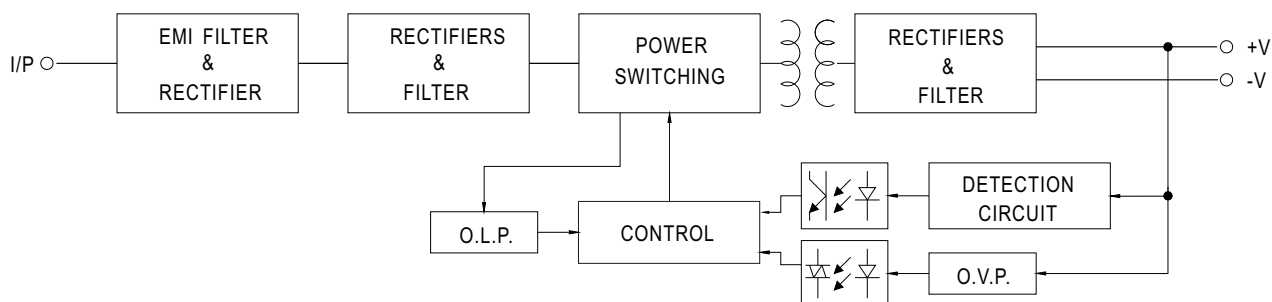 I/P
EMI FILTER
&
RECTIFIER
RECTIFIERS
&
FILTER
POWER
SWITCHING
RECTIFIERS
&
FILTER
+V
-V
O.L.P.
CONTROL
DETECTION
CIRCUIT
O.V.P.